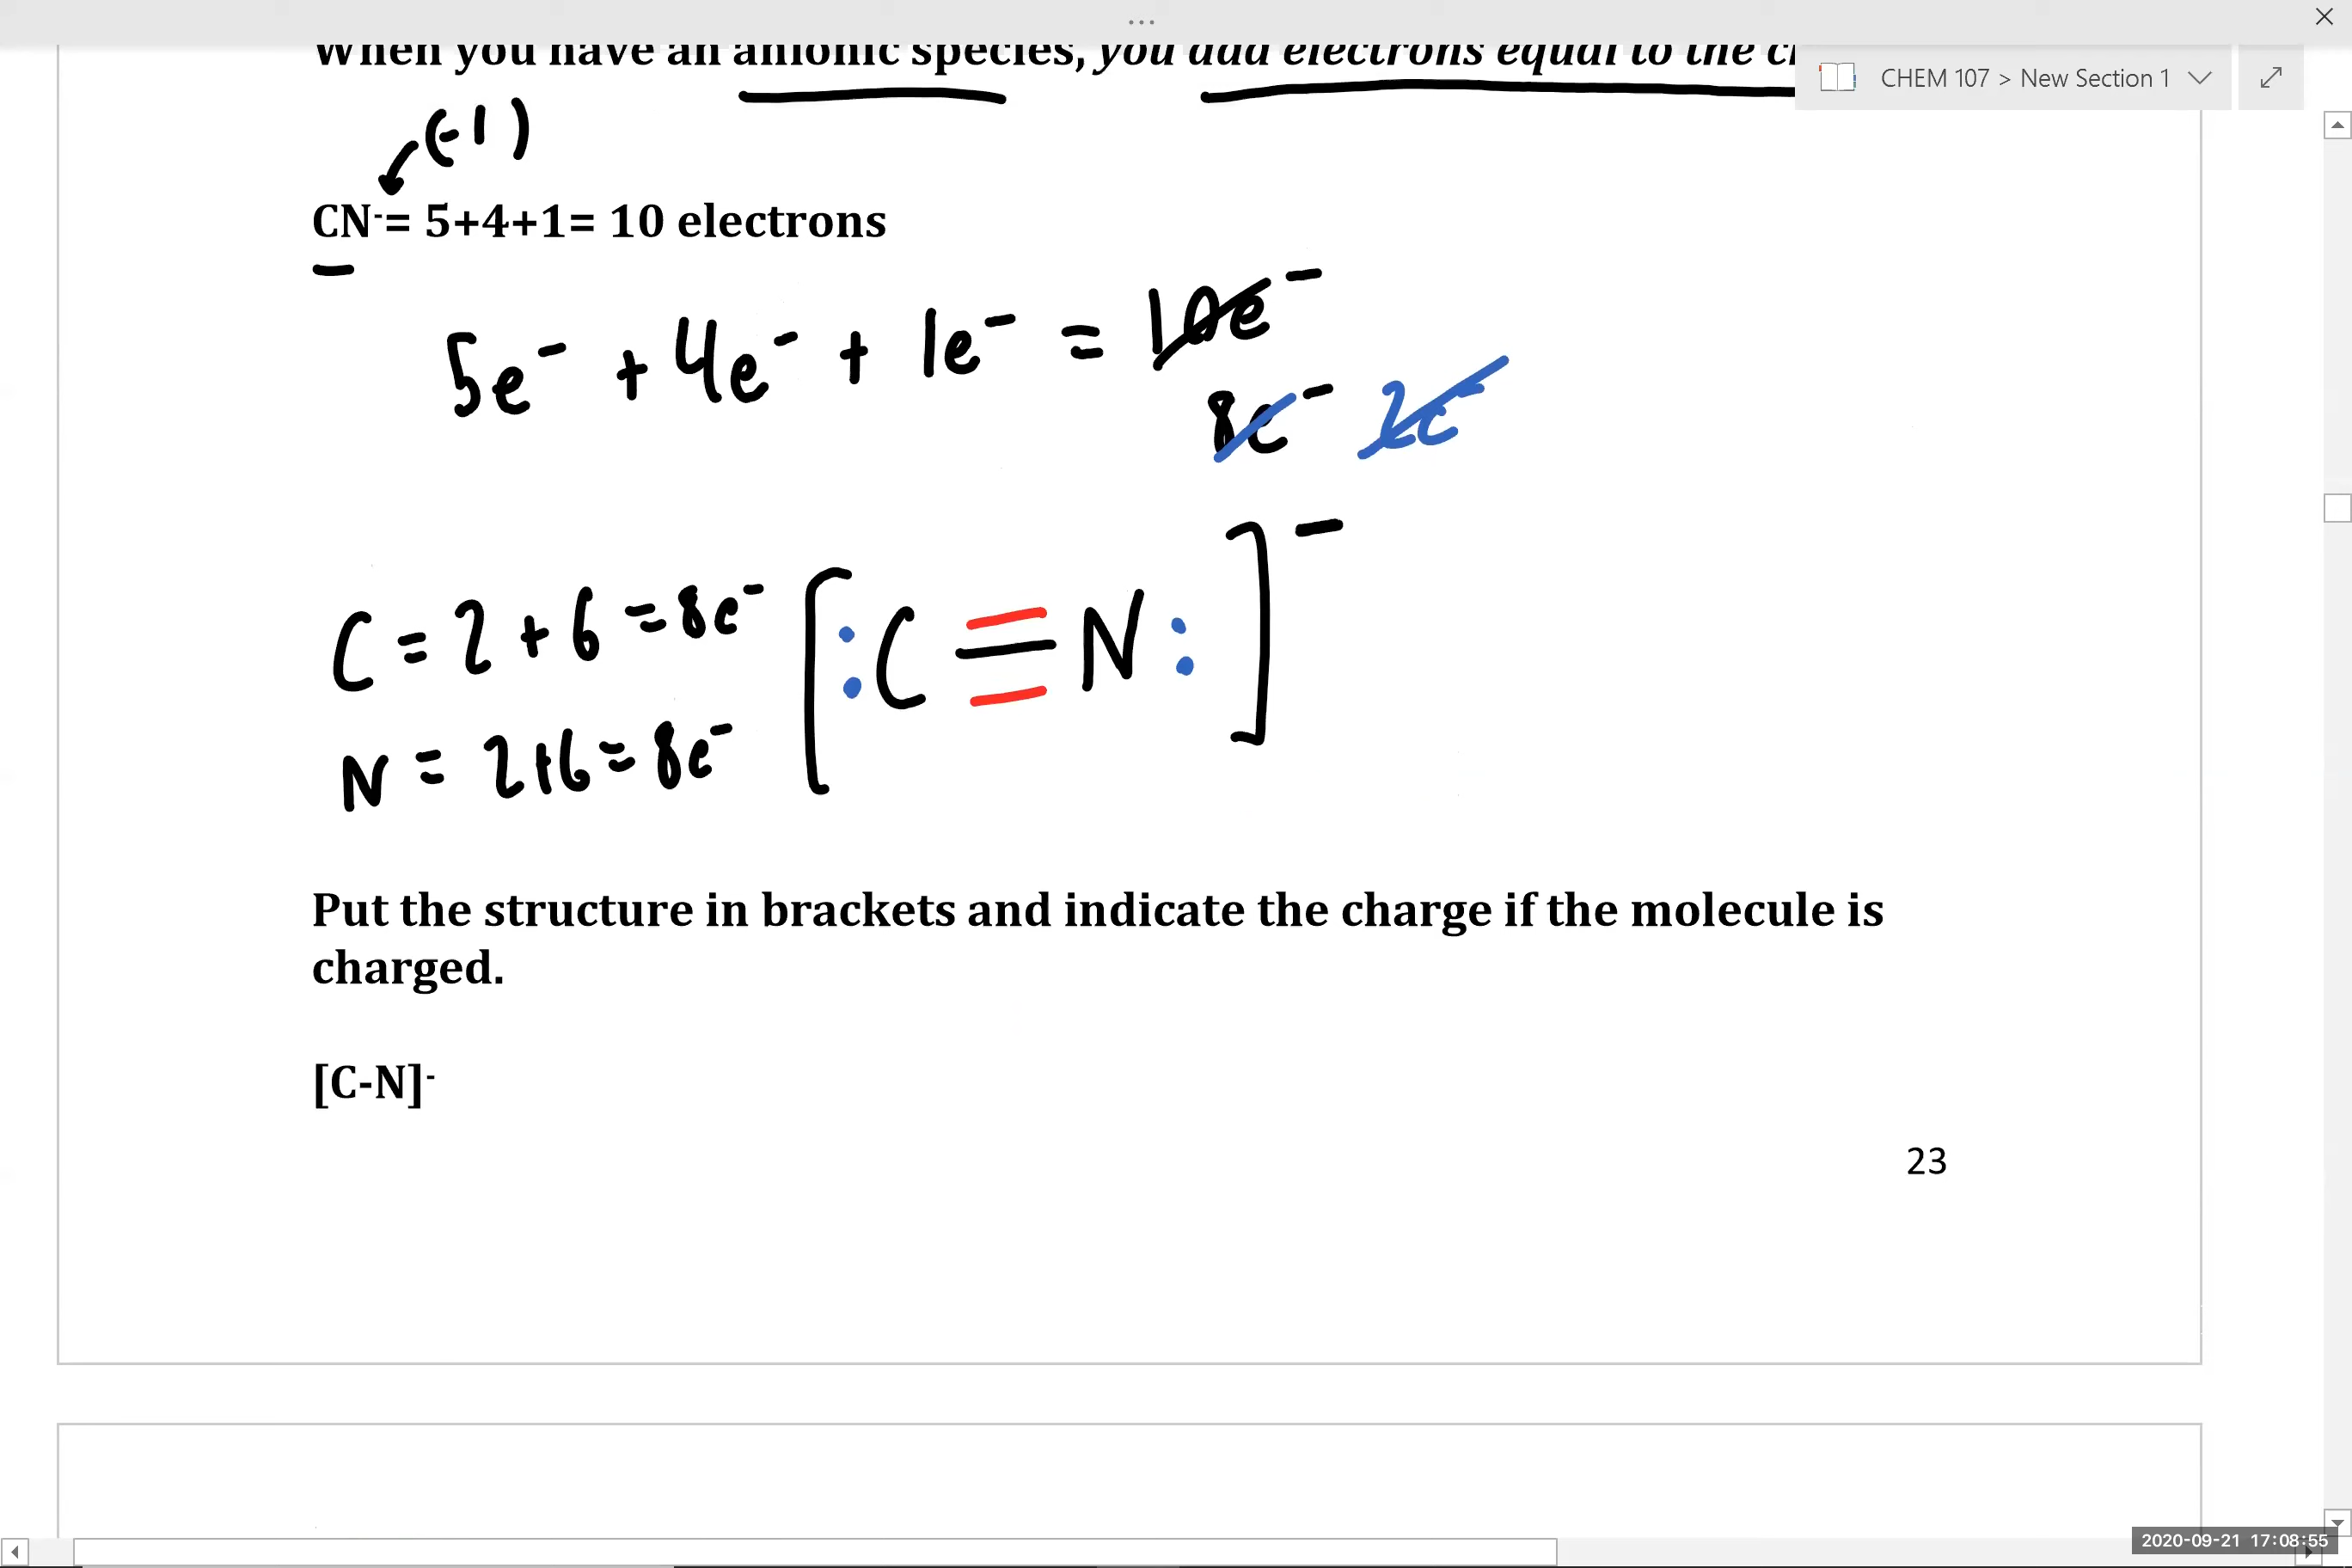 ...
When you have an anionic species, you add electrons equal to the
CHEM 107 > New Section 1
(-1)
CN-= 5+4+1= 10 electrons
5e- + 4e- + 1e- = 10e-
8e- 2e-
C = 2 + 6 = 8e-
[:C≡N:]-
N = 2+6 = 8e-
Put the structure in brackets and indicate the charge if the molecule is
charged.
[C-N]-
23
2020-09-21 17:08:55